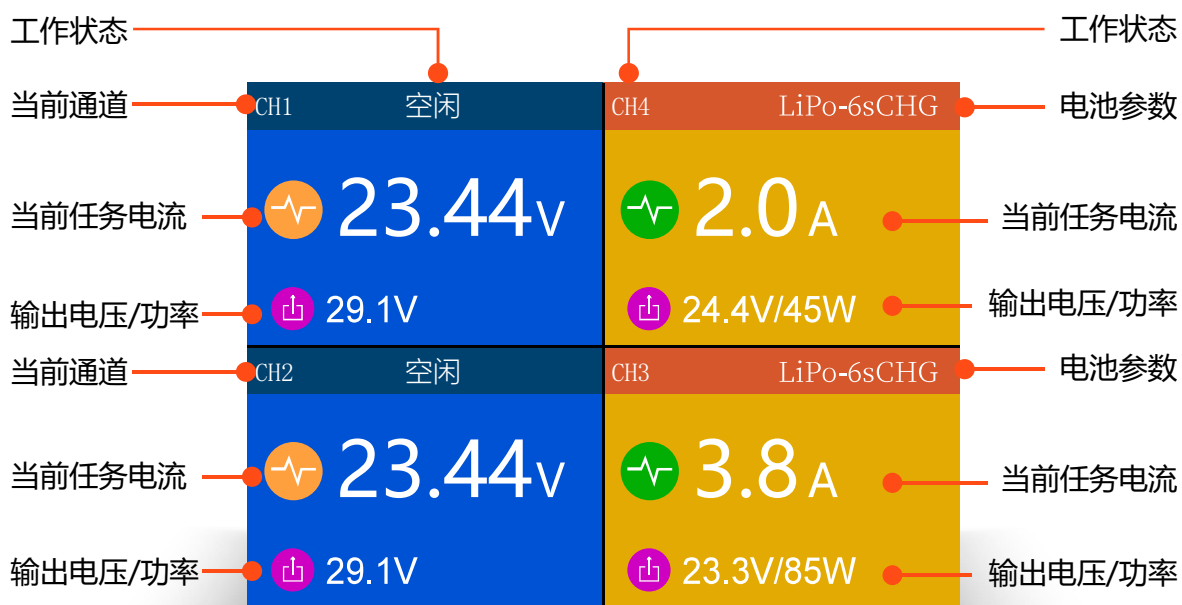 工作状态
工作状态
当前通道
CH1
空闲
CH4
LiPo-6sCHG
电池参数
当前任务电流
23.44V
2.0A
当前任务电流
输出电压/功率
29.1V
24.4V/45W
输出电压/功率
当前通道
CH2
空闲
CH3
LiPo-6sCHG
电池参数
当前任务电流
23.44V
3.8A
当前任务电流
输出电压/功率
29.1V
23.3V/85W
输出电压/功率